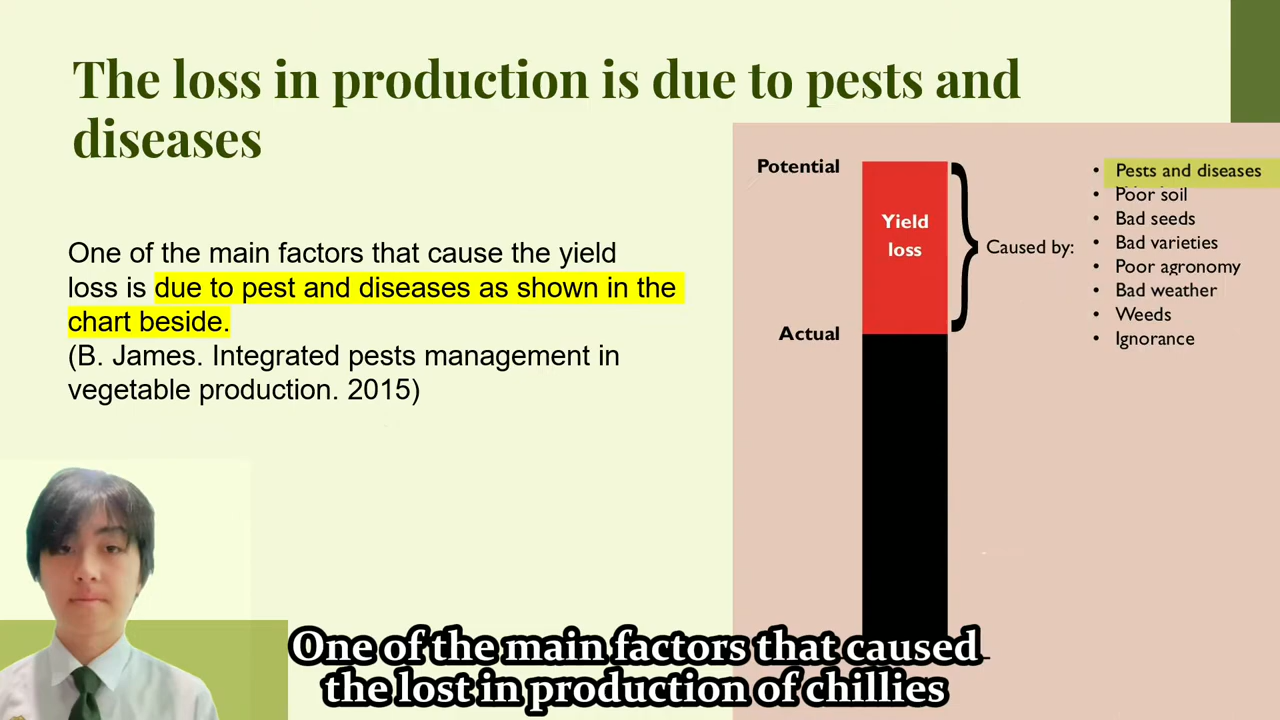 The loss in production is due to pests and
diseases
One of the main factors that cause the yield
loss is due to pest and diseases as shown in the
chart beside.
(B. James. Integrated pests management in
vegetable production. 2015)
Potential
Yield
loss
Actual
Caused by:
• Pests and diseases
• Poor soil
• Bad seeds
• Bad varieties
• Poor agronomy
• Bad weather
• Weeds
• Ignorance
One of the main factors that caused
the lost in production of chillies